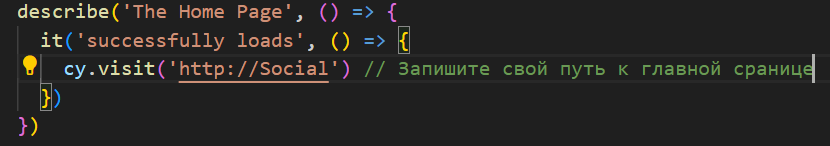 describe('The Home Page', () => {
it('successfully loads', () => {
cy.visit('http://Social') // Запишите свой путь к главной сранице
})
})